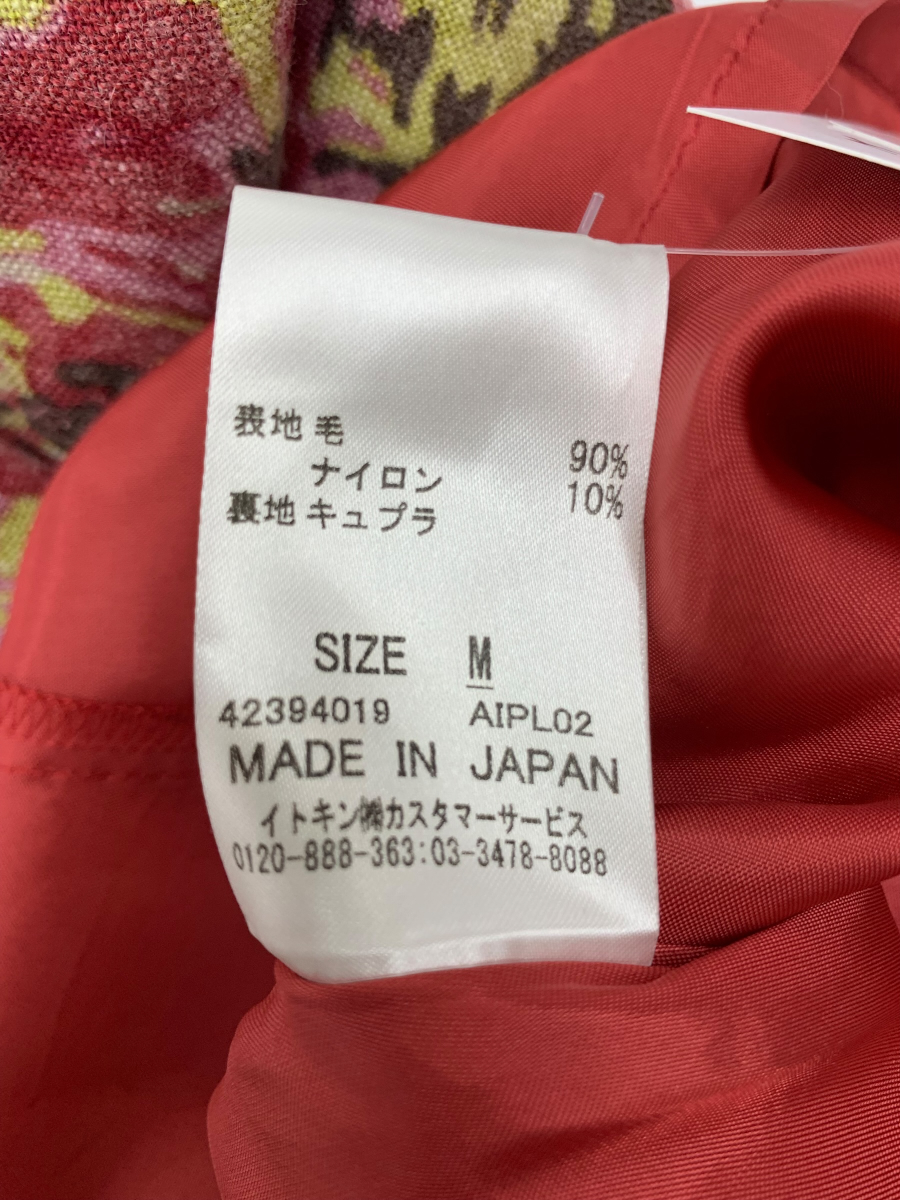 表地 毛 90%
ナイロン 10%
裏地 キュプラ
SIZE M
42394019 AIPL02
MADE IN JAPAN
イトキン㈱カスタマーサービス
0120-888-363:03-3478-8088